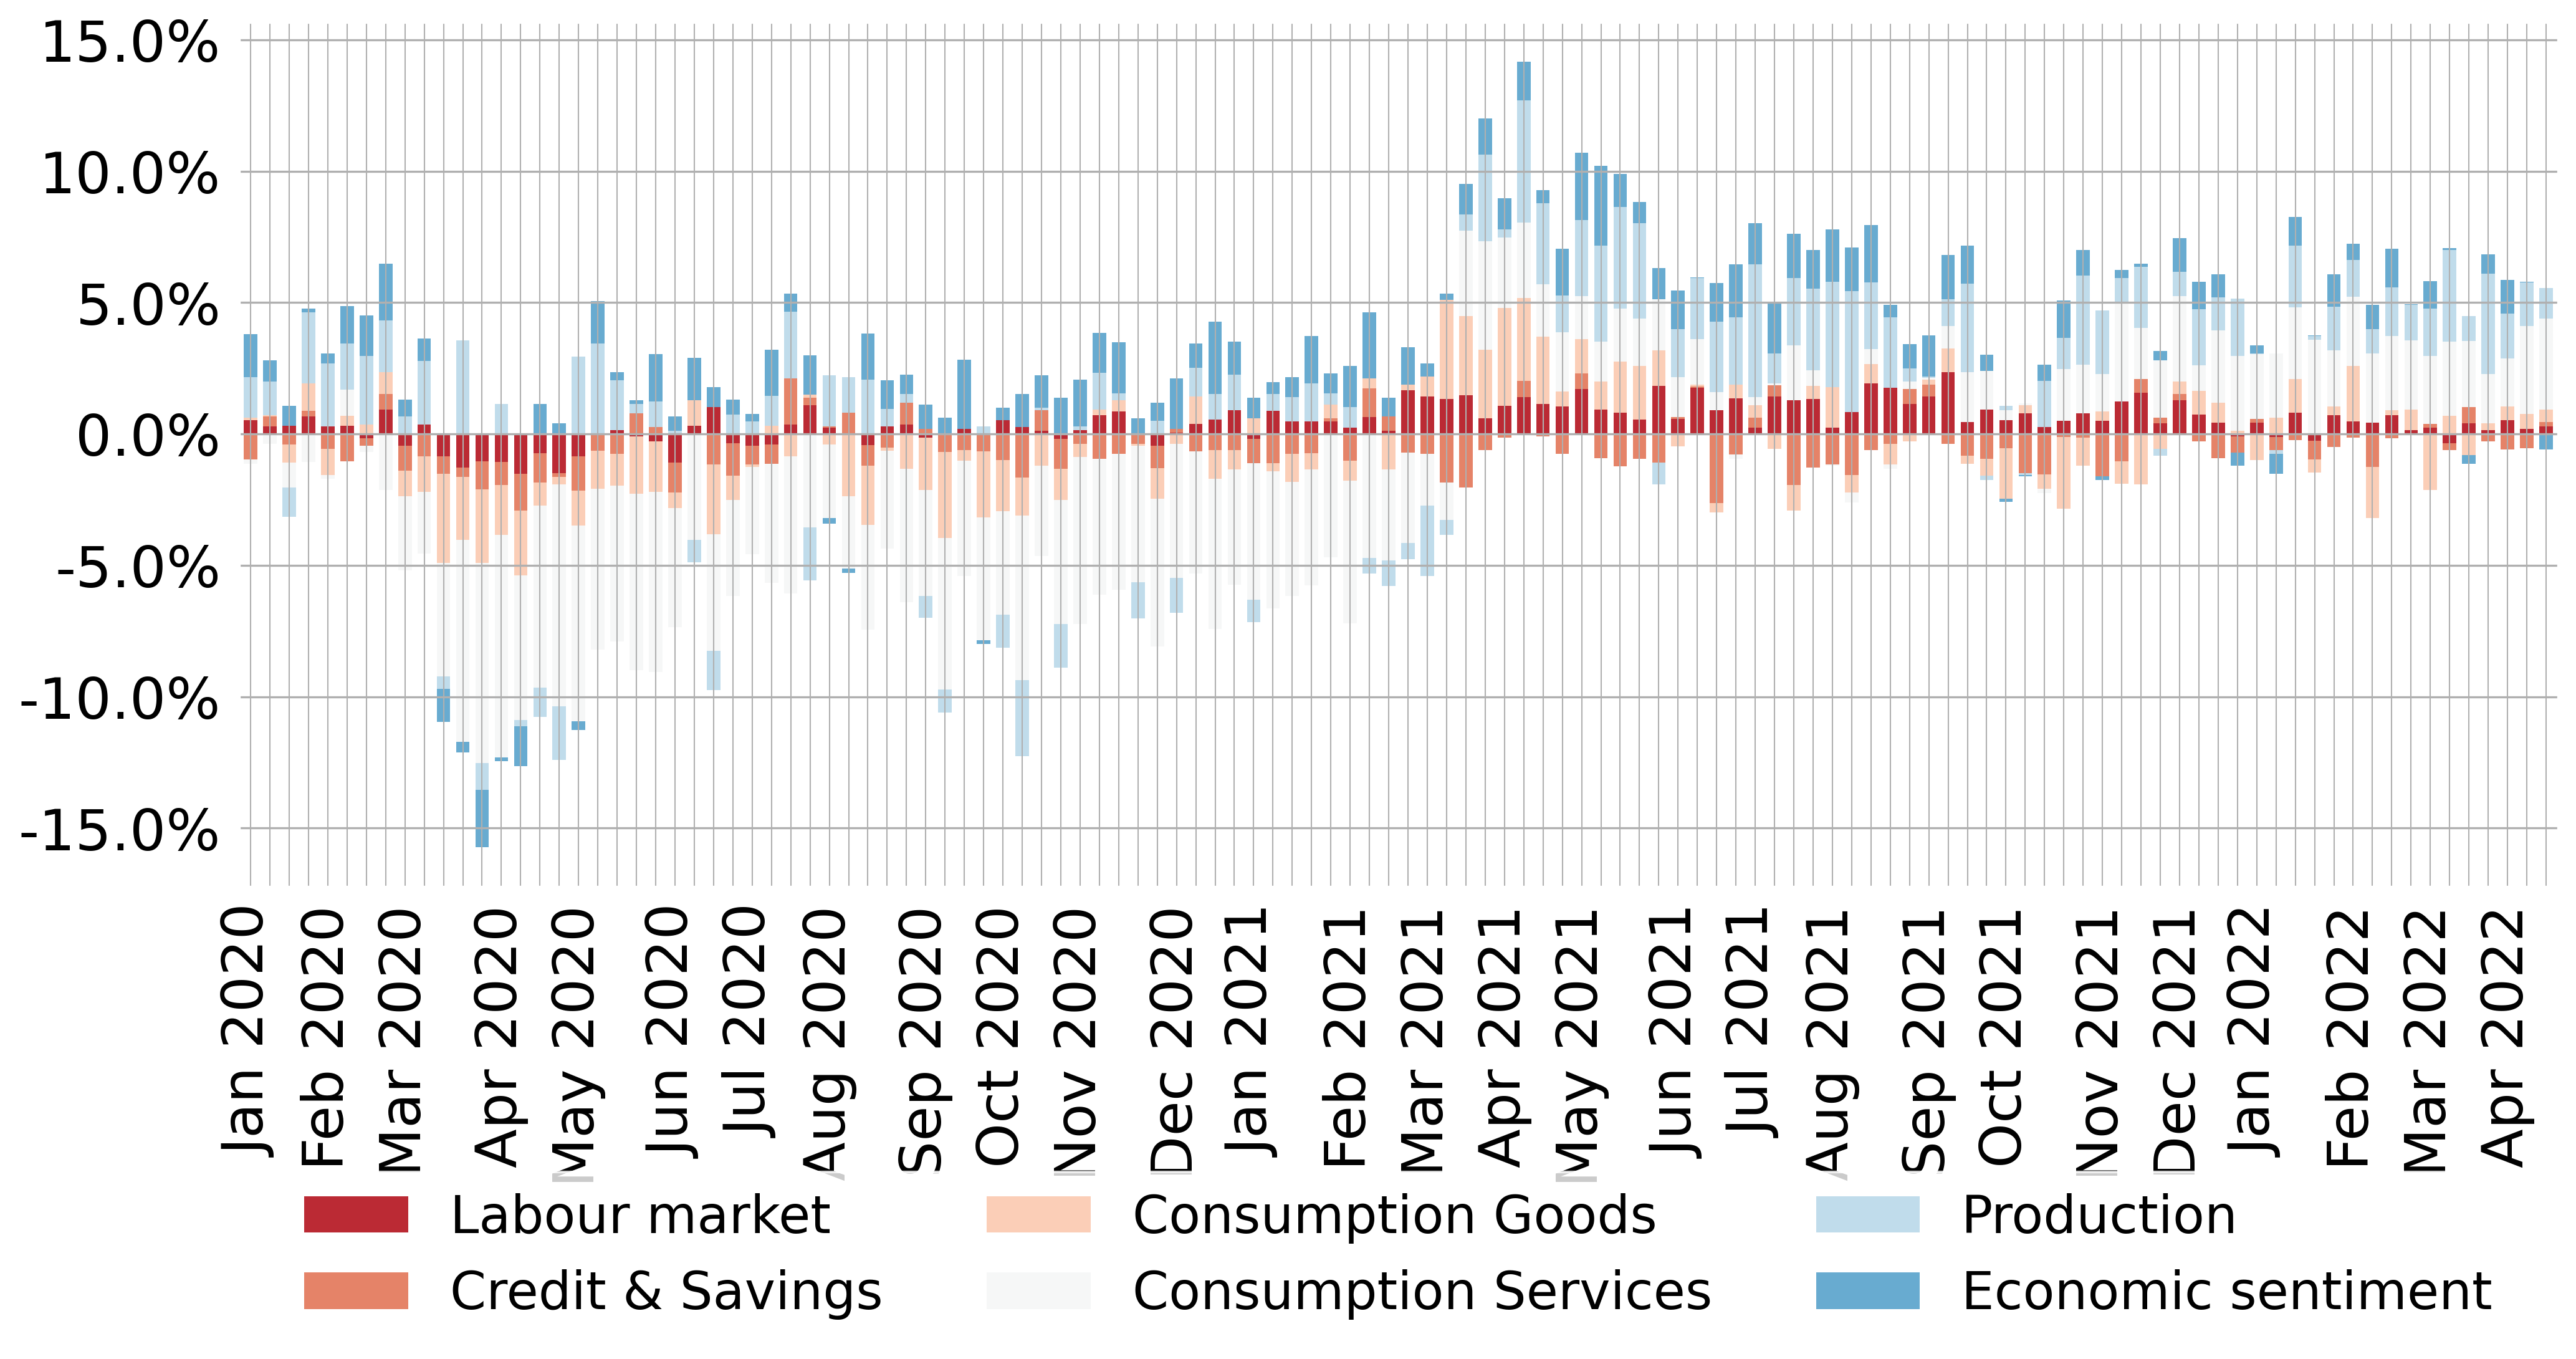 15.0%
10.0%
5.0%
0.0%
-5.0%
-10.0%
-15.0%
Jan 2020
Feb 2020
Mar 2020
Apr 2020
May 2020
Jun 2020
Jul 2020
Aug 2020
Sep 2020
Oct 2020
Nov 2020
Dec 2020
Jan 2021
Feb 2021
Mar 2021
Apr 2021
May 2021
Jun 2021
Jul 2021
Aug 2021
Sep 2021
Oct 2021
Nov 2021
Dec 2021
Jan 2022
Feb 2022
Mar 2022
Apr 2022
Labour market
Consumption Goods
Production
Credit & Savings
Consumption Services
Economic sentiment